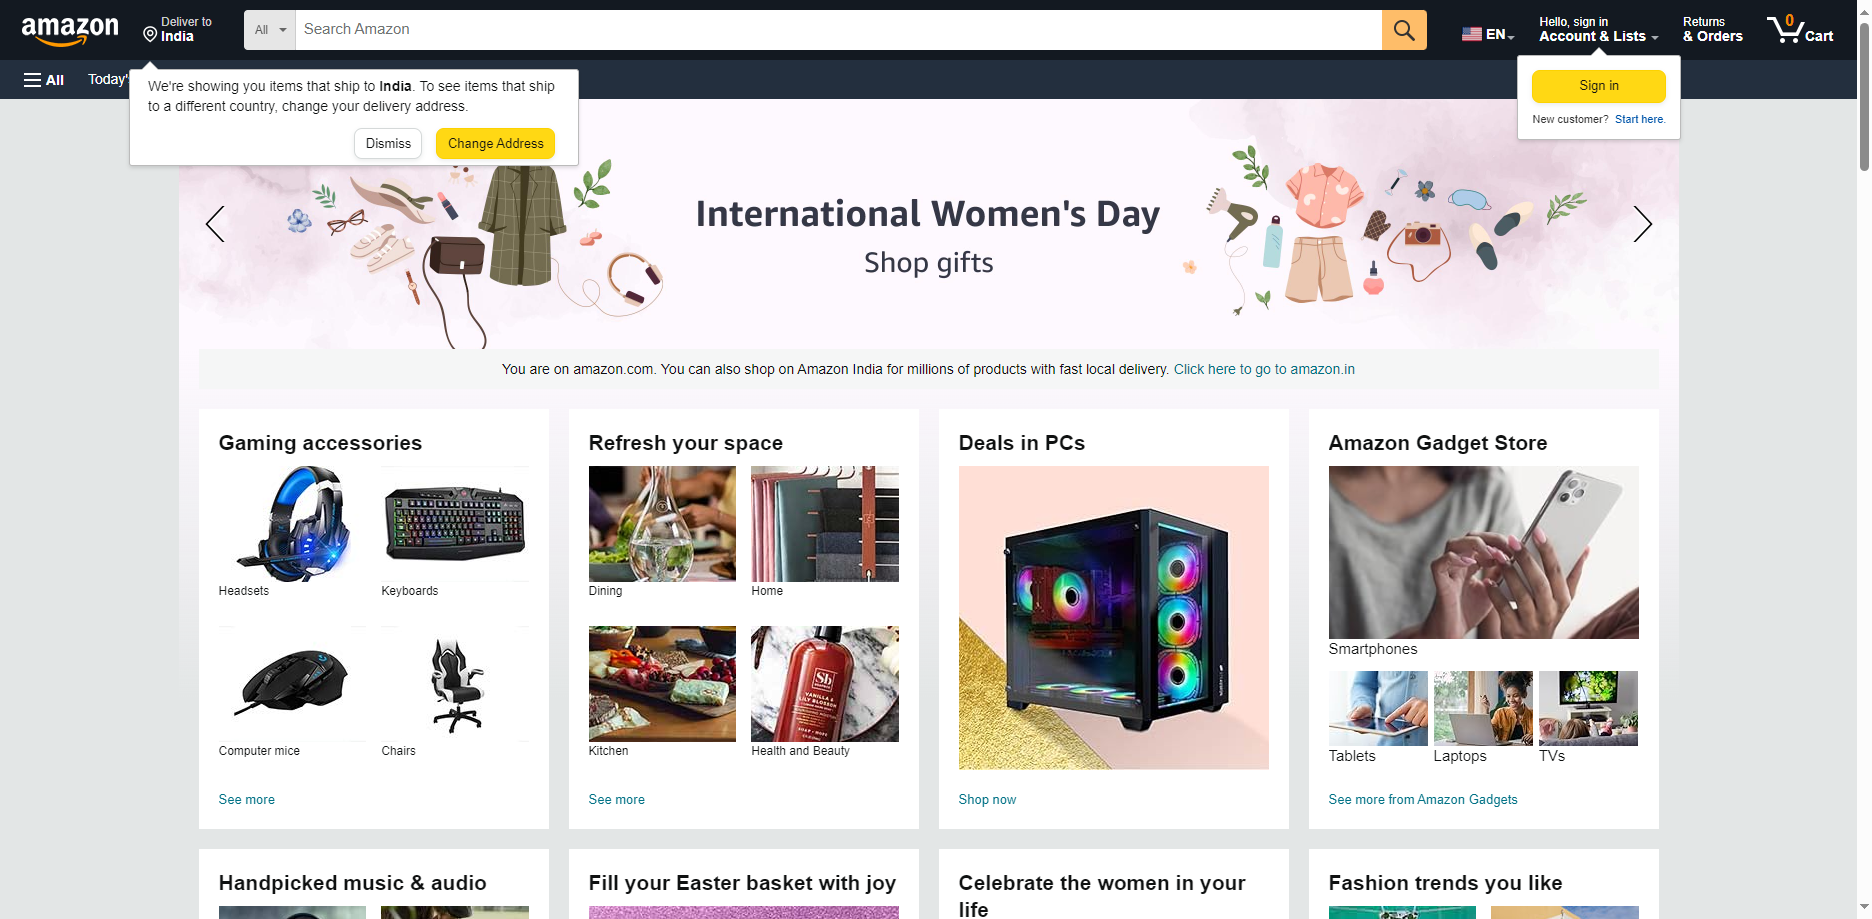 amazon
Deliver to
India
All
Search Amazon
EN
Hello, sign in
Account & Lists
Returns
& Orders
0
Cart
All
Today's
We're showing you items that ship to India. To see items that ship
to a different country, change your delivery address.
Dismiss
Change Address
Sign in
New customer? Start here.
International Women's Day
Shop gifts
You are on amazon.com. You can also shop on Amazon India for millions of products with fast local delivery. Click here to go to amazon.in
Gaming accessories
Headsets
Keyboards
Computer mice
Chairs
See more
Refresh your space
Dining
Home
Kitchen
Sb
VANILLA &
LILY BLOSSOM
Health and Beauty
See more
Deals in PCs
Shop now
Amazon Gadget Store
Smartphones
Tablets
Laptops
TVs
See more from Amazon Gadgets
Handpicked music & audio
Fill your Easter basket with joy
Celebrate the women in your
life
Fashion trends you like